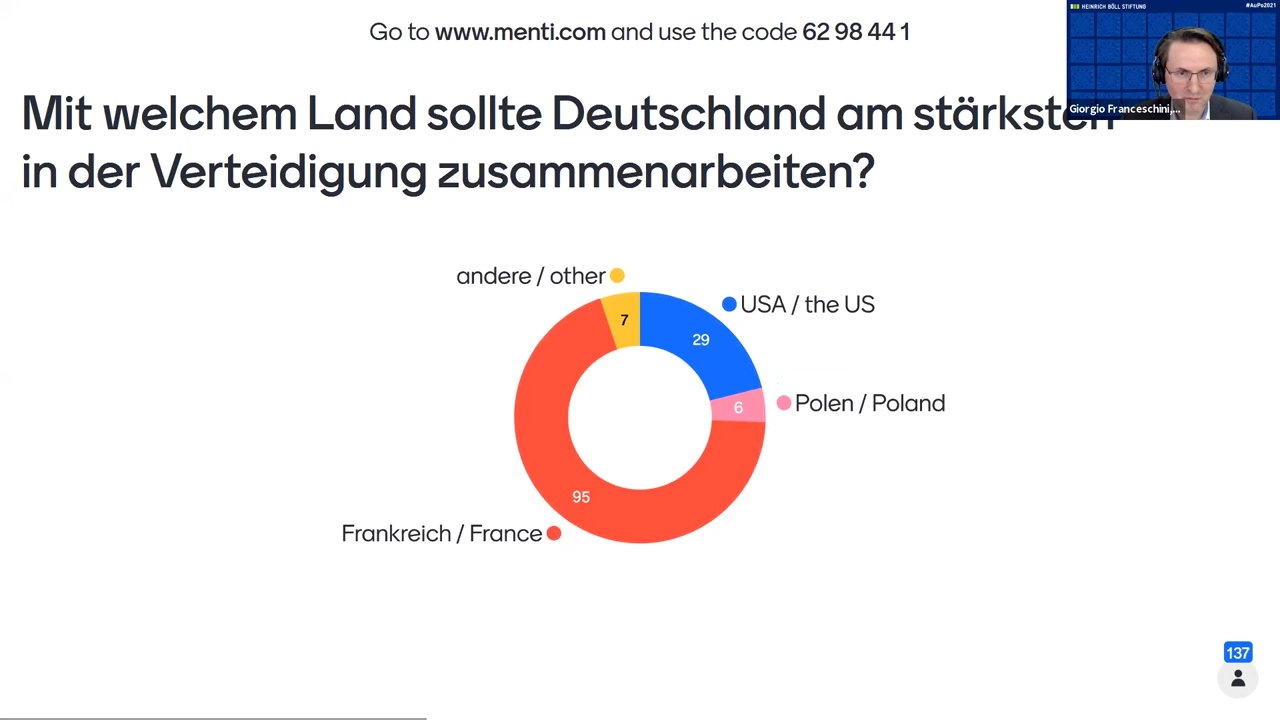 Go to www.menti.com and use the code 62 98 44 1
HEINRICH BÖLL STIFTUNG
#AuPo2021
Giorgio Franceschini,...
Mit welchem Land sollte Deutschland am stärksten
in der Verteidigung zusammenarbeiten?
andere / other
USA / the US
7
29
Polen / Poland
6
95
Frankreich / France
137